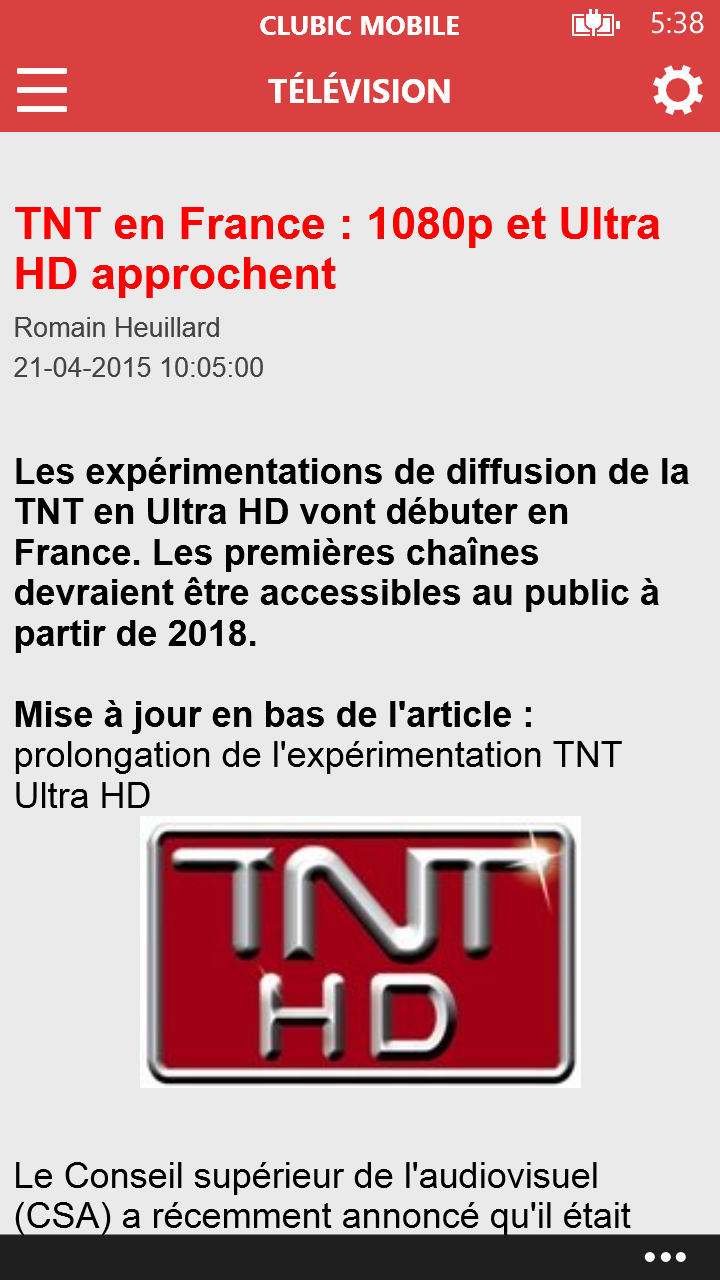 CLUBIC MOBILE
5:38
TÉLÉVISION
TNT en France : 1080p et Ultra
HD approchent
Romain Heuillard
21-04-2015 10:05:00
Les expérimentations de diffusion de la
TNT en Ultra HD vont débuter en
France. Les premières chaînes
devraient être accessibles au public à
partir de 2018.
Mise à jour en bas de l'article :
prolongation de l'expérimentation TNT
Ultra HD
TNT
HD
Le Conseil supérieur de l'audiovisuel
(CSA) a récemment annoncé qu'il était